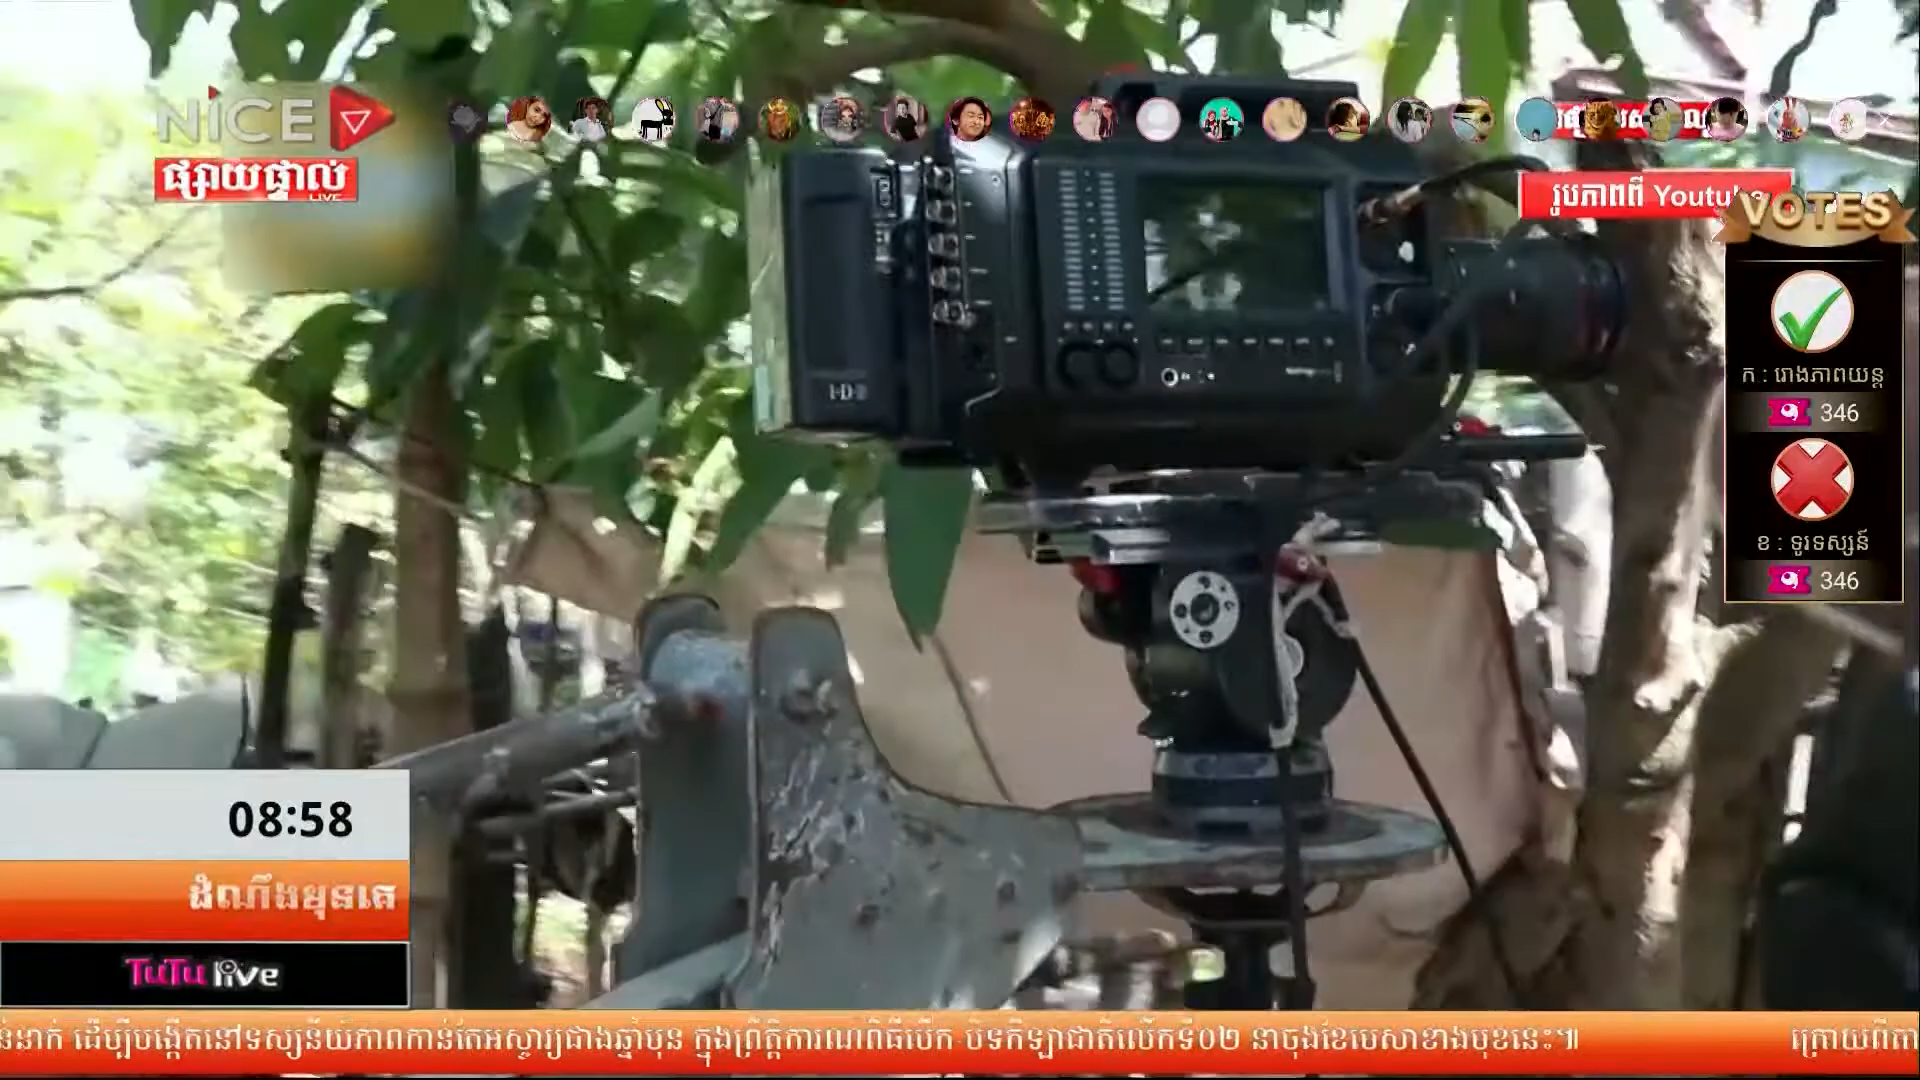 NICE
ផ្សាយផ្ទាល់
LIVE
រូបភាពពី
VOTES
ក : រោងភាពយន្ត
346
ខ : ទូរទស្សន៍
346
08:58
ដំណឹងមុនគេ
TuTu live
ដើម្បីបង្កើតនៅទស្សនីយភាពកាន់តែអស្ចារ្យជាងឆ្នាំមុន ក្នុងព្រឹត្តិការណ៍ពិធីបើក-បិទកីឡាជាតិលើកទី០២ នាចុងខែមេសាខាងមុខនេះ៖៕
ក្រោយពី